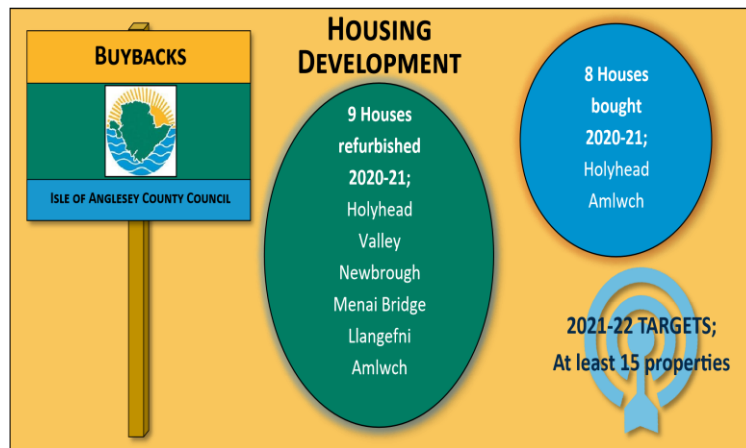 BUYBACKS
ISLE OF ANGLESEY COUNTY COUNCIL
HOUSING
DEVELOPMENT
9 Houses
refurbished
2020-21;
Holyhead
Valley
Newbrough
Menai Bridge
Llangefni
Amlwch
8 Houses
bought
2020-21;
Holyhead
Amlwch
2021-22 TARGETS;
At least 15 properties